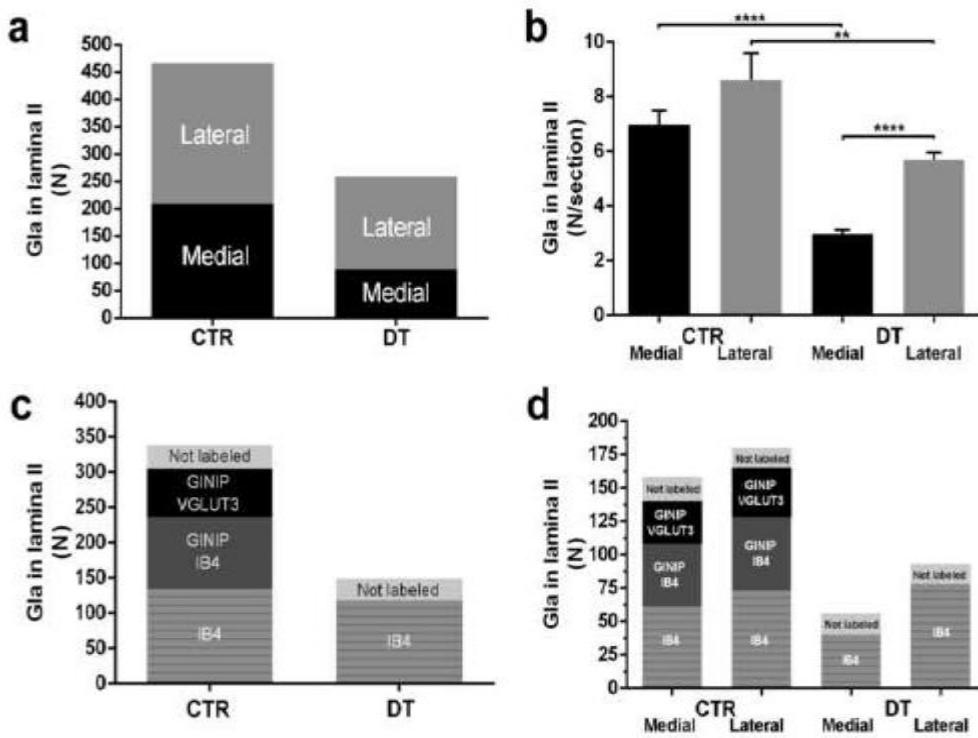 a
Gla in lamina II
(N)
500
450
400
350
300
250
200
150
100
50
0
Lateral
Medial
Lateral
Medial
CTR
DT
b
Gla in lamina II
(N/section)
10
8
6
4
2
0
****
**
****
CTR
DT
Medial
Lateral
Medial
Lateral
c
Gla in lamina II
(N)
400
350
300
250
200
150
100
50
0
Not labeled
GINIP
VGLUT3
GINIP
IB4
IB4
Not labeled
IB4
CTR
DT
d
Gla in lamina II
(N)
200
175
150
125
100
75
50
25
0
Not labeled
GINIP
VGLUT3
GINIP
IB4
IB4
Not labeled
GINIP
VGLUT3
GINIP
IB4
IB4
Not labeled
IB4
Not labeled
IB4
CTR
DT
Medial
Lateral
Medial
Lateral